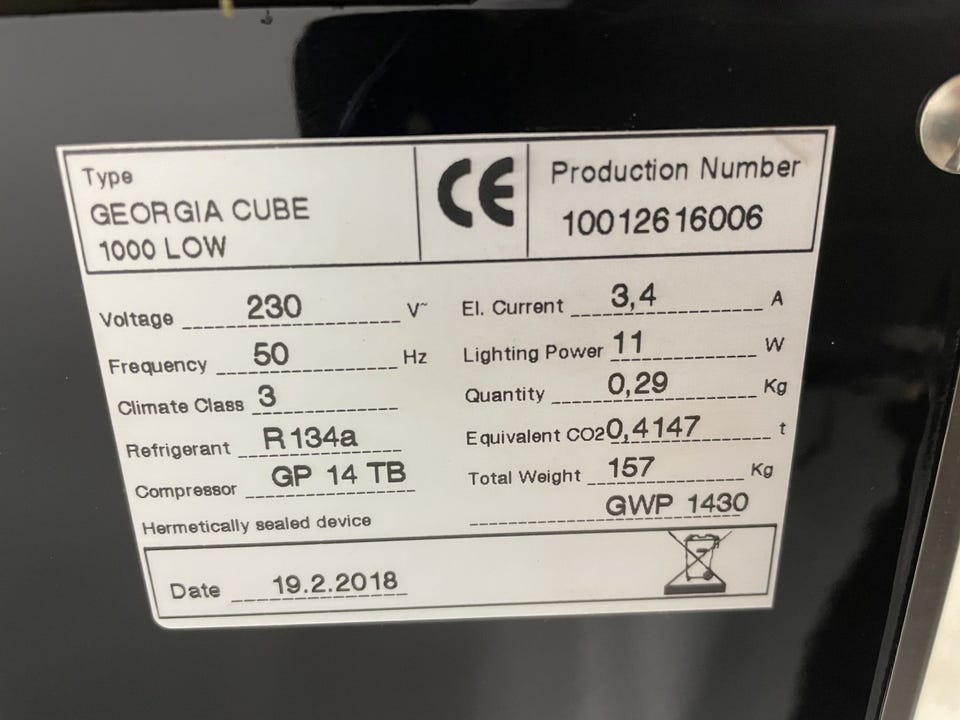 Type
GEORGIA CUBE
1000 LOW
CE
Production Number
10012616006
Voltage 230 V~
El. Current 3,4 A
Frequency 50 Hz
Lighting Power 11 W
Climate Class 3
Quantity 0,29 Kg
Refrigerant R134a
Equivalent CO2 0,4147 t
Compressor GP 14 TB
Total Weight 157 Kg
Hermetically sealed device
GWP 1430
Date 19.2.2018